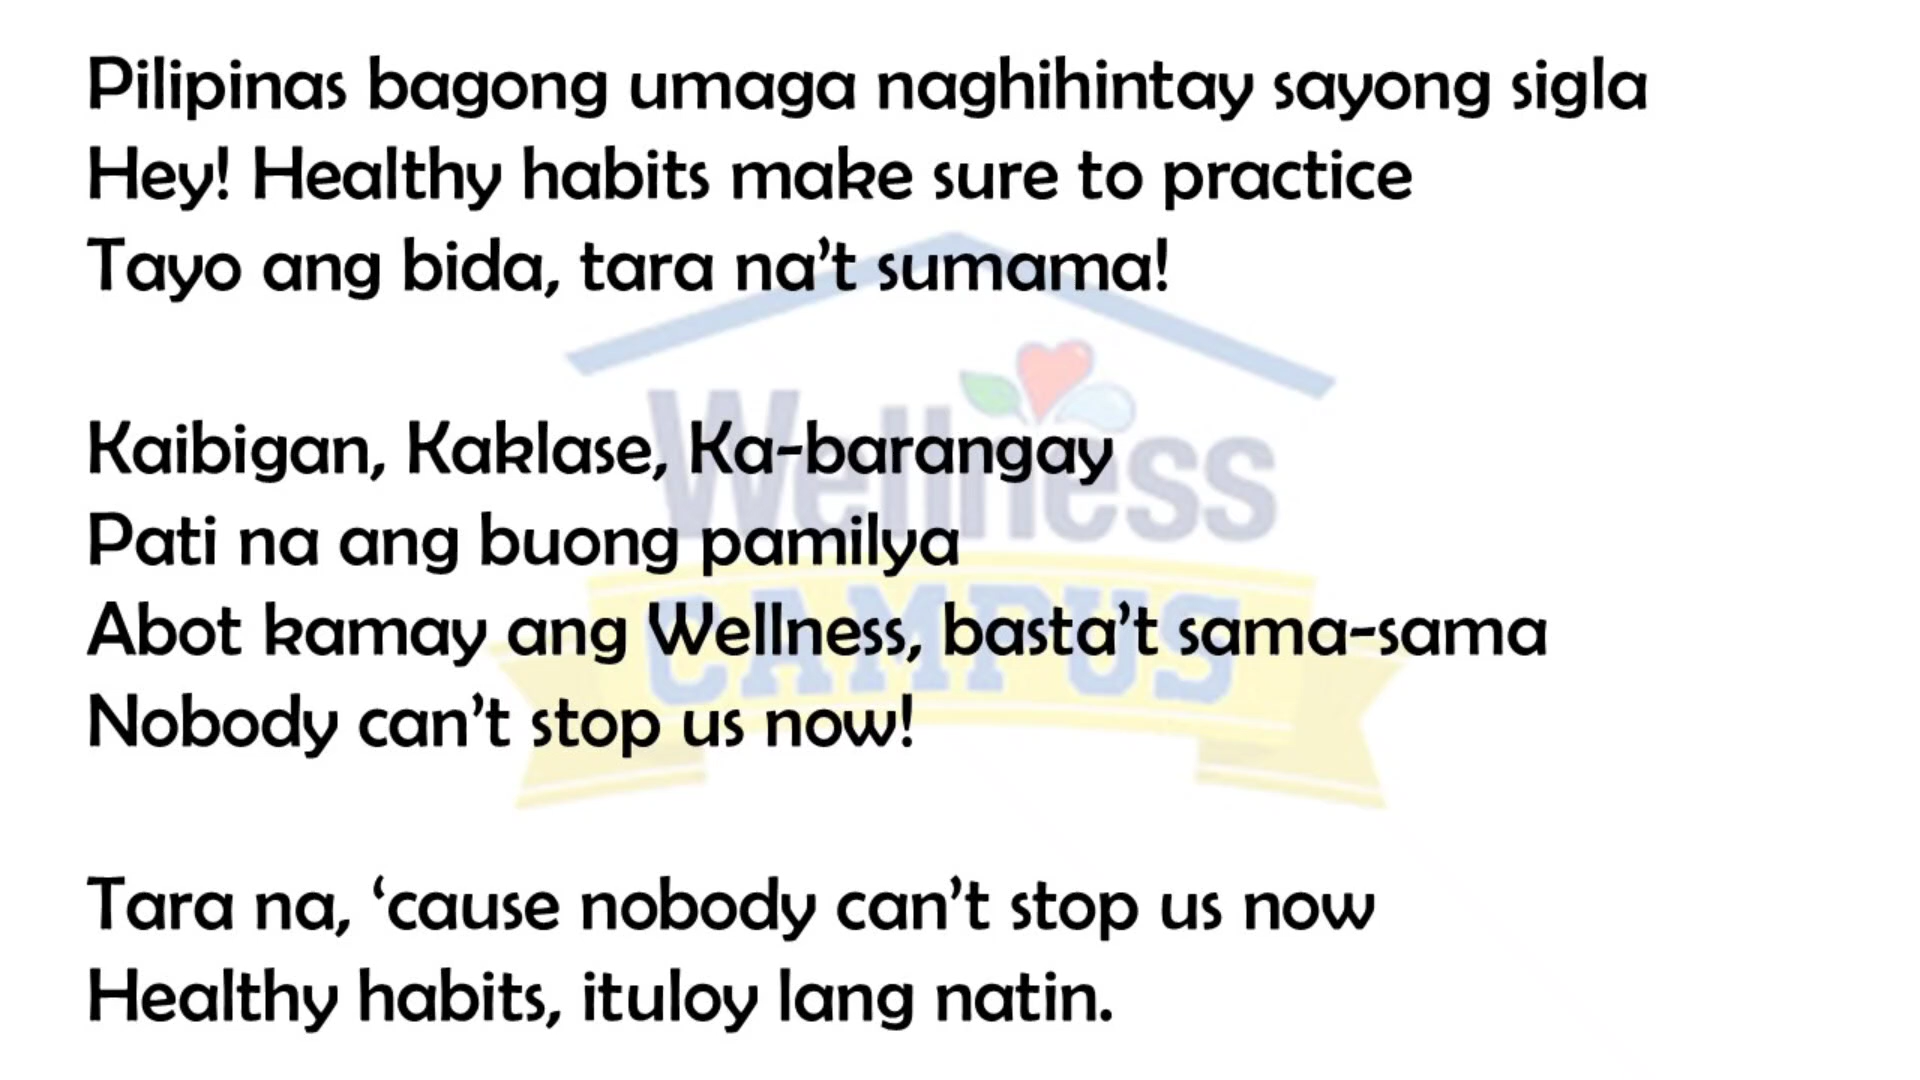 Pilipinas bagong umaga naghihintay sayong sigla
Hey! Healthy habits make sure to practice
Tayo ang bida, tara na’t sumama!
Kaibigan, Kaklase, Ka-barangay
Pati na ang buong pamilya
Abot kamay ang Wellness, basta’t sama-sama
Nobody can’t stop us now!
Tara na, ‘cause nobody can’t stop us now
Healthy habits, ituloy lang natin.
Wellness
CAMPUS